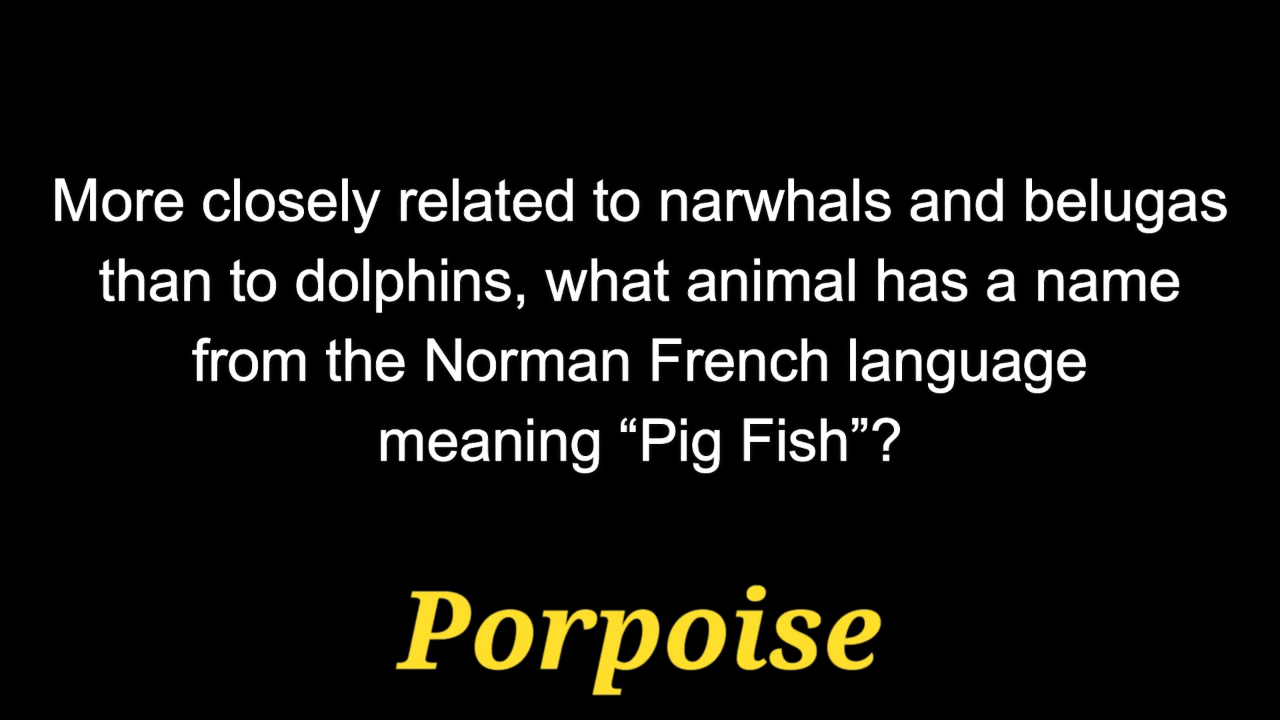 More closely related to narwhals and belugas
than to dolphins, what animal has a name
from the Norman French language
meaning “Pig Fish”?
Porpoise